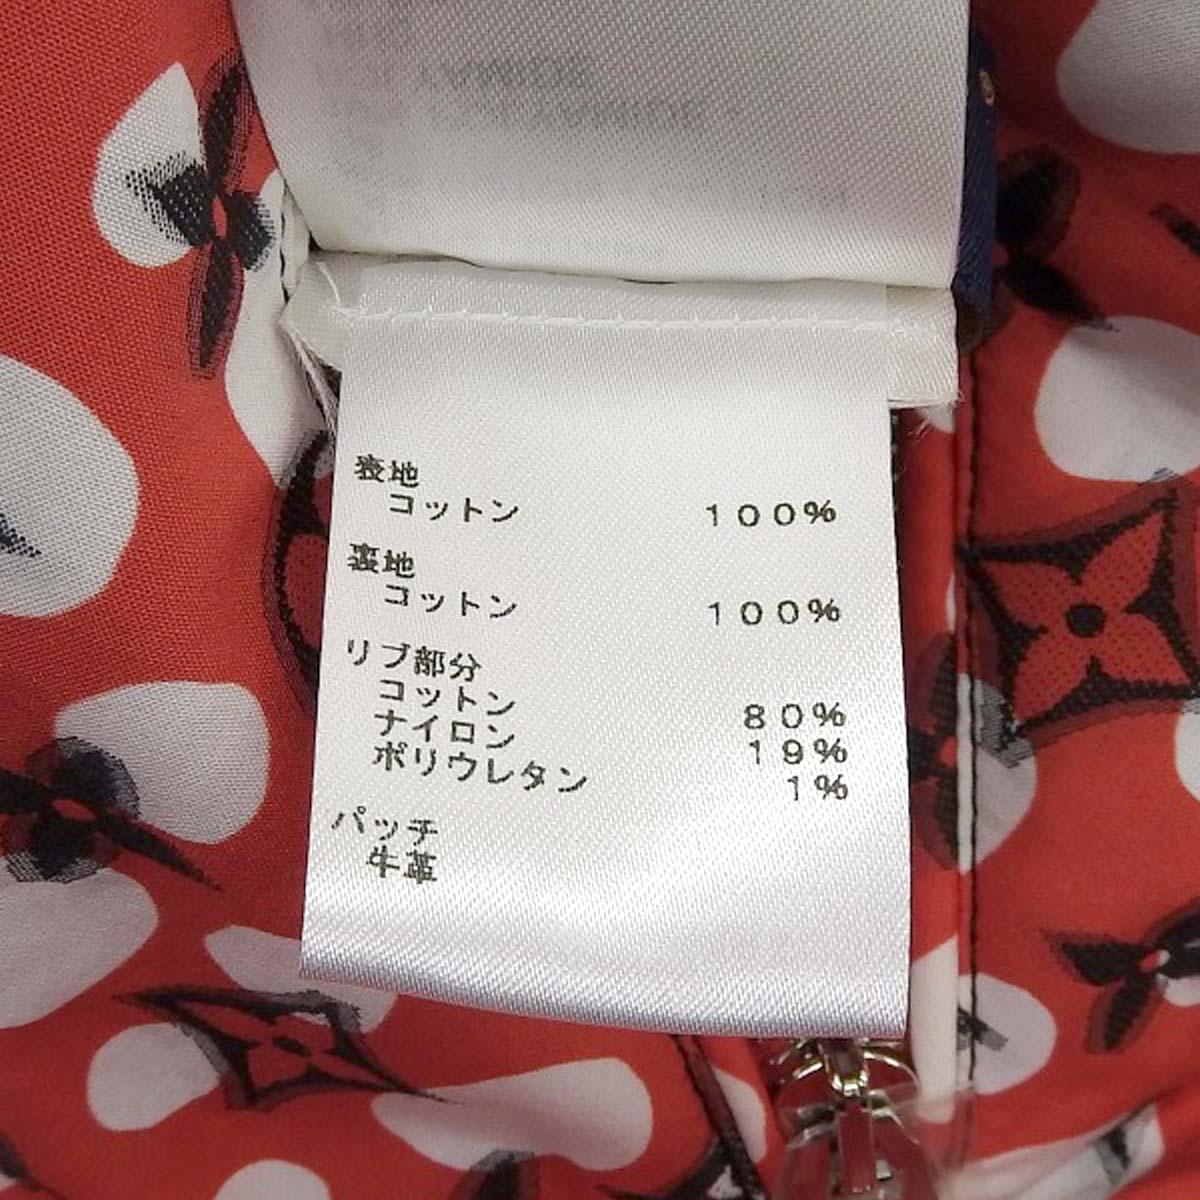 表地
コットン 100%
裏地
コットン 100%
リブ部分
コットン 80%
ナイロン 19%
ポリウレタン 1%
パッチ
牛革